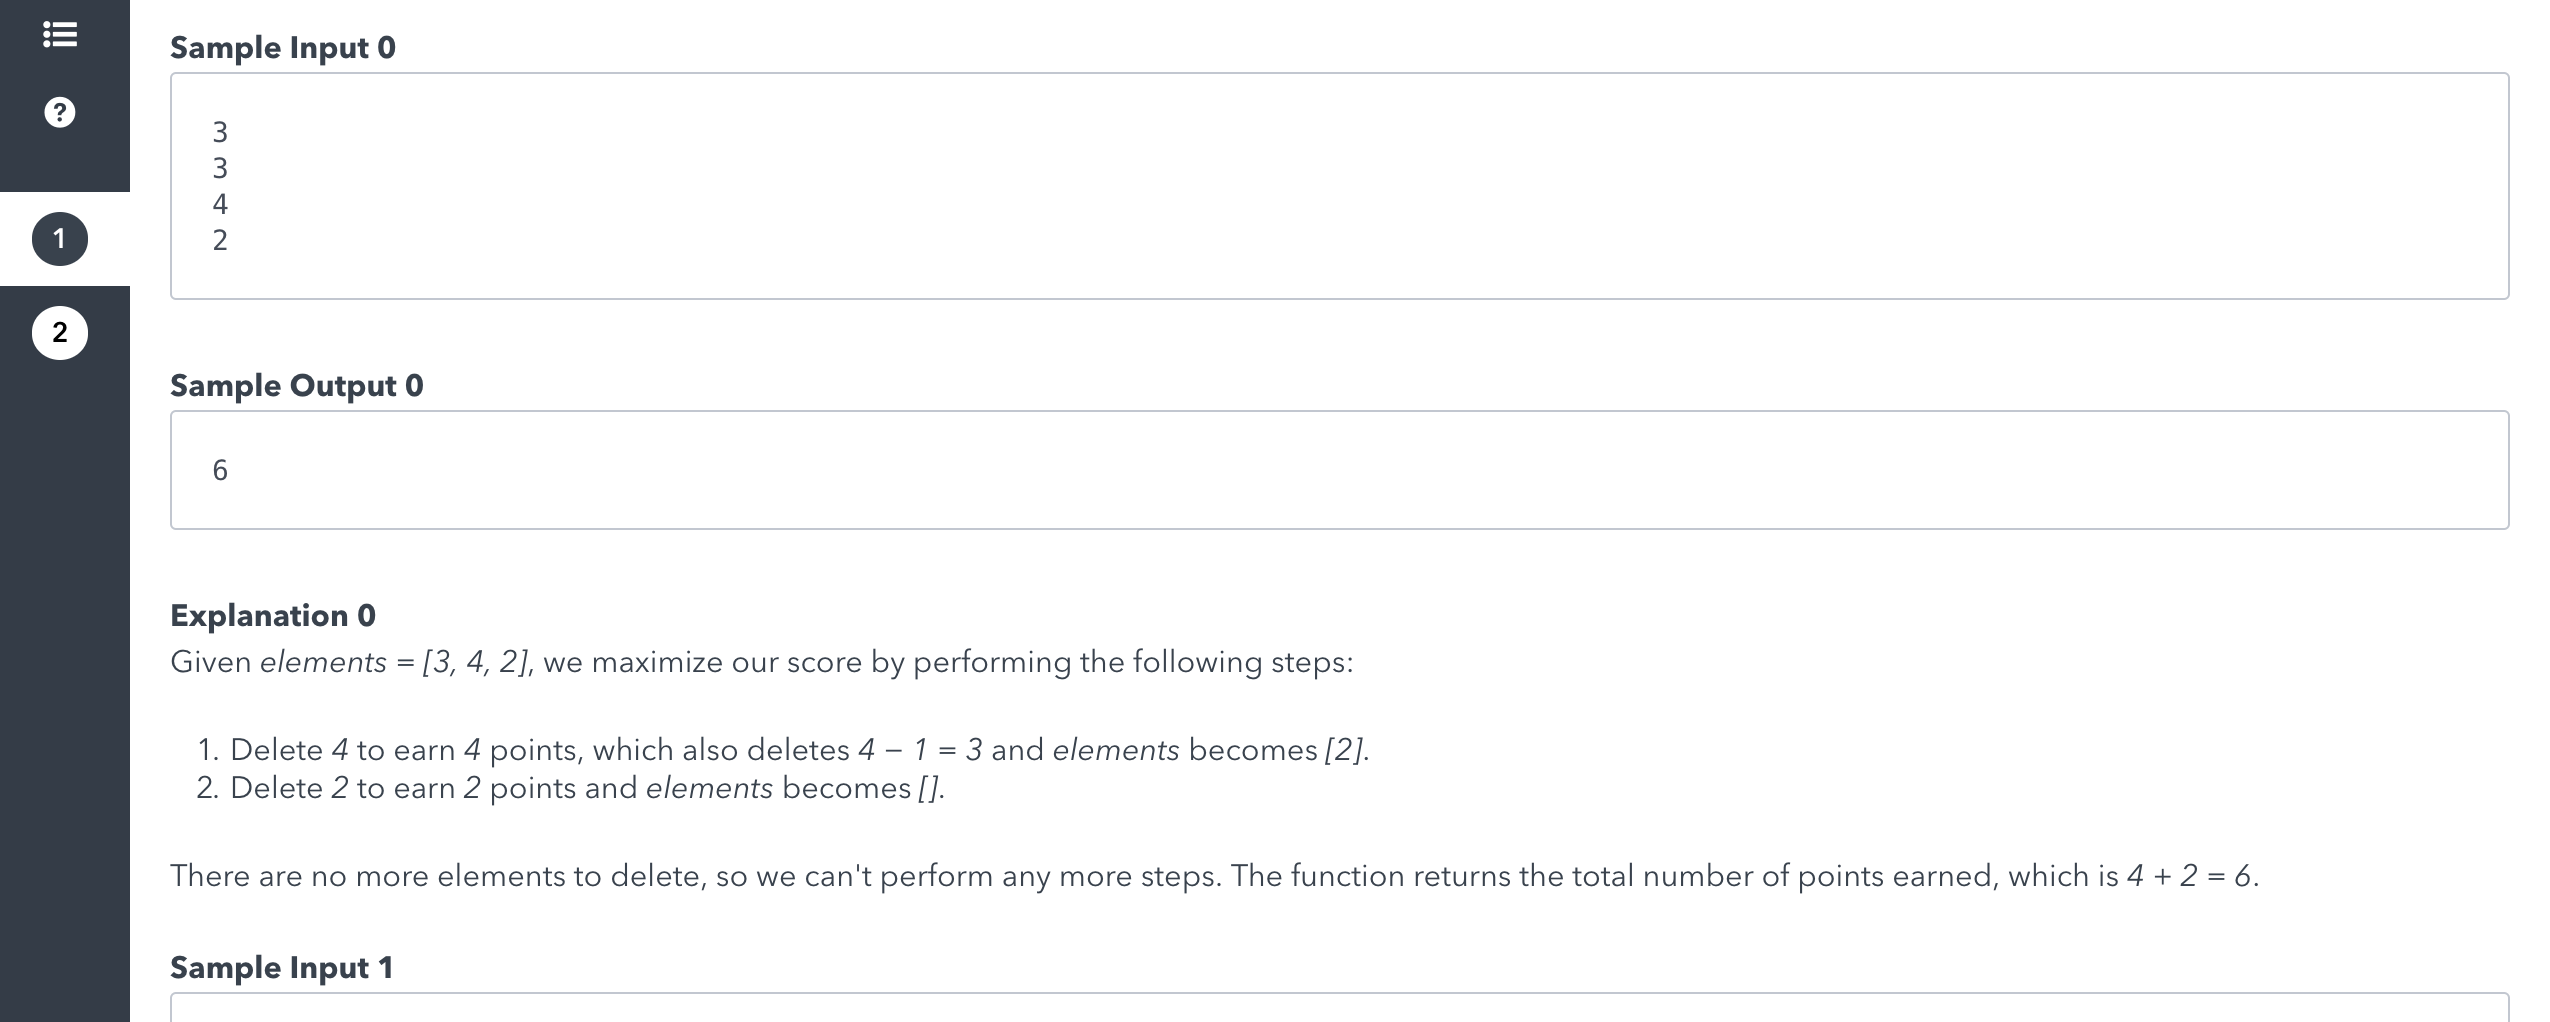 ?
1
2
Sample Input 0
3
3
4
2
Sample Output 0
6
Explanation 0
Given elements = [3, 4, 2], we maximize our score by performing the following steps:
1. Delete 4 to earn 4 points, which also deletes 4 − 1 = 3 and elements becomes [2].
2. Delete 2 to earn 2 points and elements becomes [].
There are no more elements to delete, so we can't perform any more steps. The function returns the total number of points earned, which is 4 + 2 = 6.
Sample Input 1